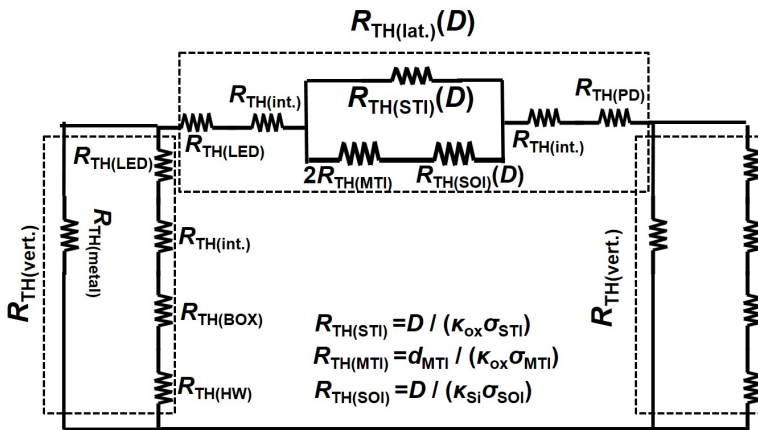 R_TH(lat.)(D)
R_TH(int.)
R_TH(STI)(D)
R_TH(PD)
R_TH(LED)
R_TH(int.)
2R_TH(MTI)
R_TH(SOI)(D)
R_TH(LED)
R_TH(vert.)
R_TH(metal)
R_TH(int.)
R_TH(BOX)
R_TH(HW)
R_TH(vert.)
R_TH(STI) =D / (κ_ox σ_STI)
R_TH(MTI) =d_MTI / (κ_ox σ_MTI)
R_TH(SOI) =D / (κ_Si σ_SOI)